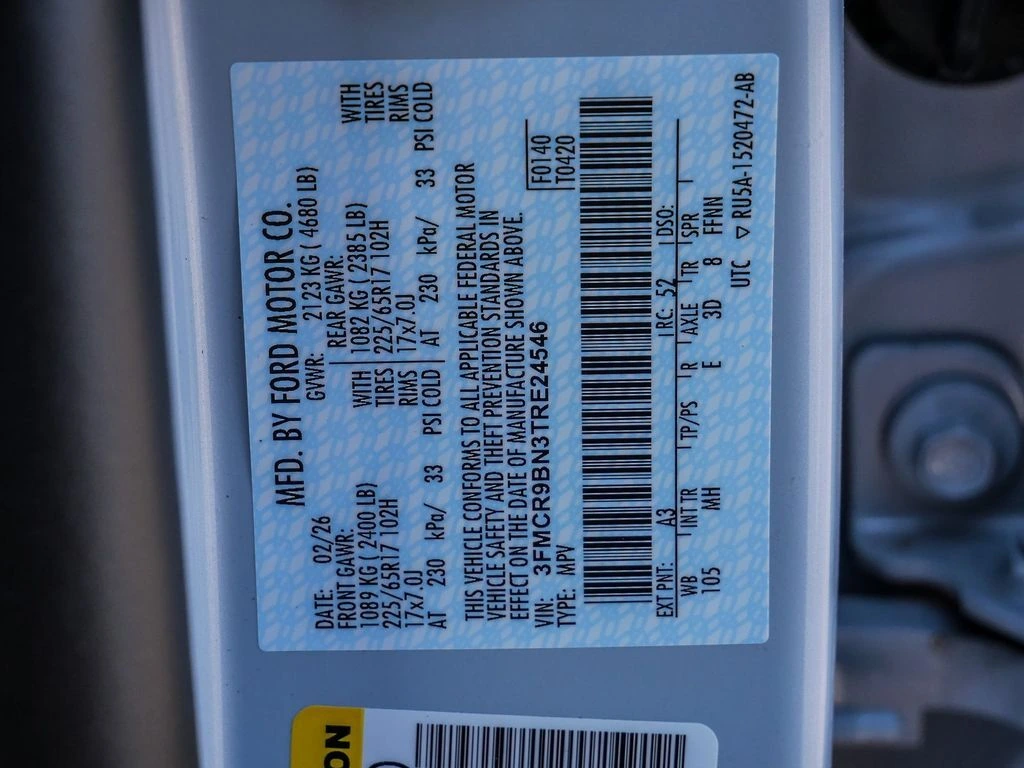 MFD. BY FORD MOTOR CO.
DATE: 02/26 GVWR: 2123 KG ( 4680 LB)
FRONT GAWR: REAR GAWR:
1089 KG ( 2400 LB) WITH 1082 KG ( 2385 LB) WITH
225/65R17 102H TIRES 225/65R17 102H TIRES
17x7.0J RIMS 17x7.0J RIMS
AT 230 kPa/ 33 PSI COLD AT 230 kPa/ 33 PSI COLD
THIS VEHICLE CONFORMS TO ALL APPLICABLE FEDERAL MOTOR
VEHICLE SAFETY AND THEFT PREVENTION STANDARDS IN
EFFECT ON THE DATE OF MANUFACTURE SHOWN ABOVE.
VIN: 3FMCR9BN3TRE24546 F0140
TYPE: MPV T0420
EXT PNT: A3 RC: 52 DSO:
WB INT TR TP/PS R AXLE TR SPR
105 MH E 3D 8 FFNN
UTC ▽ RU5A-1520472-AB
ON